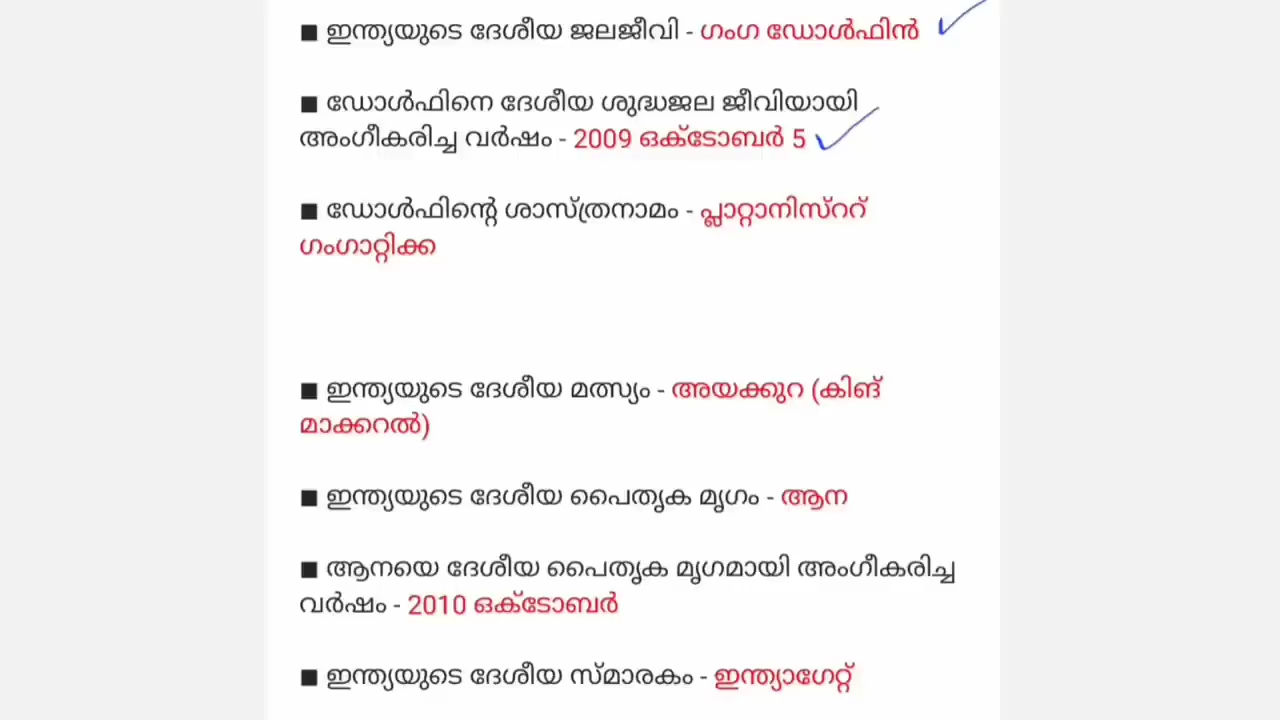 ■ ഇന്ത്യയുടെ ദേശീയ ജലജീവി - ഗംഗ ഡോൾഫിൻ
■ ഡോൾഫിനെ ദേശീയ ശുദ്ധജല ജീവിയായി
അംഗീകരിച്ച വർഷം - 2009 ഒക്ടോബർ 5
■ ഡോൾഫിന്റെ ശാസ്ത്രനാമം - പ്ലാറ്റാനിസ്ററ്
ഗംഗാറ്റിക്ക
■ ഇന്ത്യയുടെ ദേശീയ മത്സ്യം - അയക്കുറ (കിങ്
മാക്കറൽ)
■ ഇന്ത്യയുടെ ദേശീയ പൈതൃക മൃഗം - ആന
■ ആനയെ ദേശീയ പൈതൃക മൃഗമായി അംഗീകരിച്ച
വർഷം - 2010 ഒക്ടോബർ
■ ഇന്ത്യയുടെ ദേശീയ സ്മാരകം - ഇന്ത്യാഗേറ്റ്